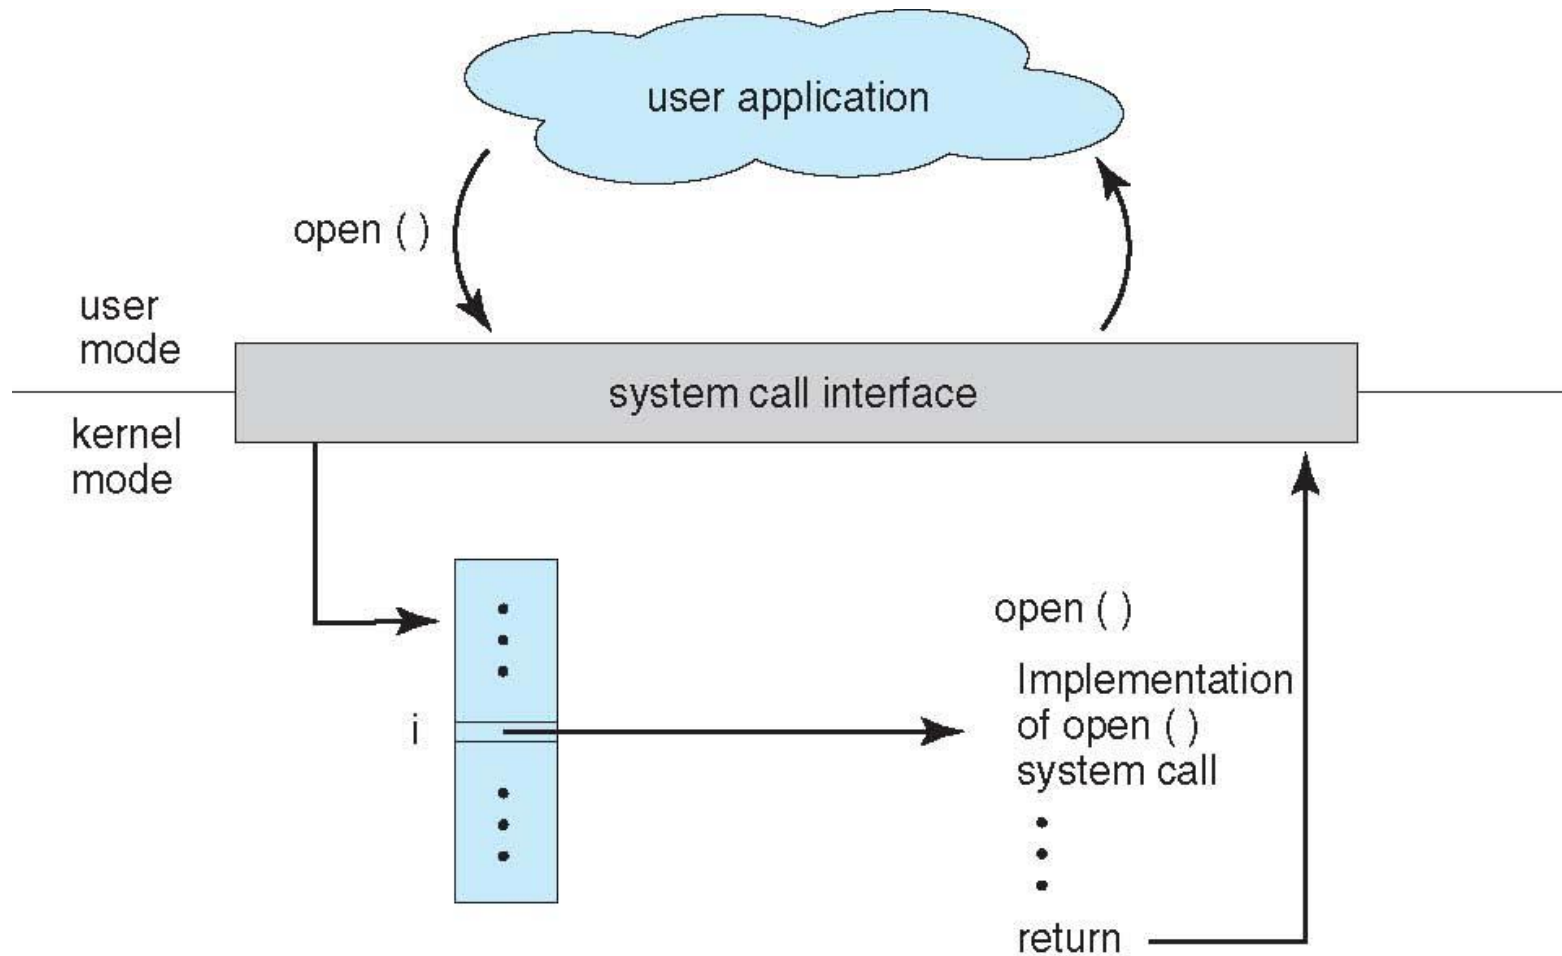 user application
open ( )
user
mode
system call interface
kernel
mode
open ( )
Implementation
of open ( )
system call
i
return